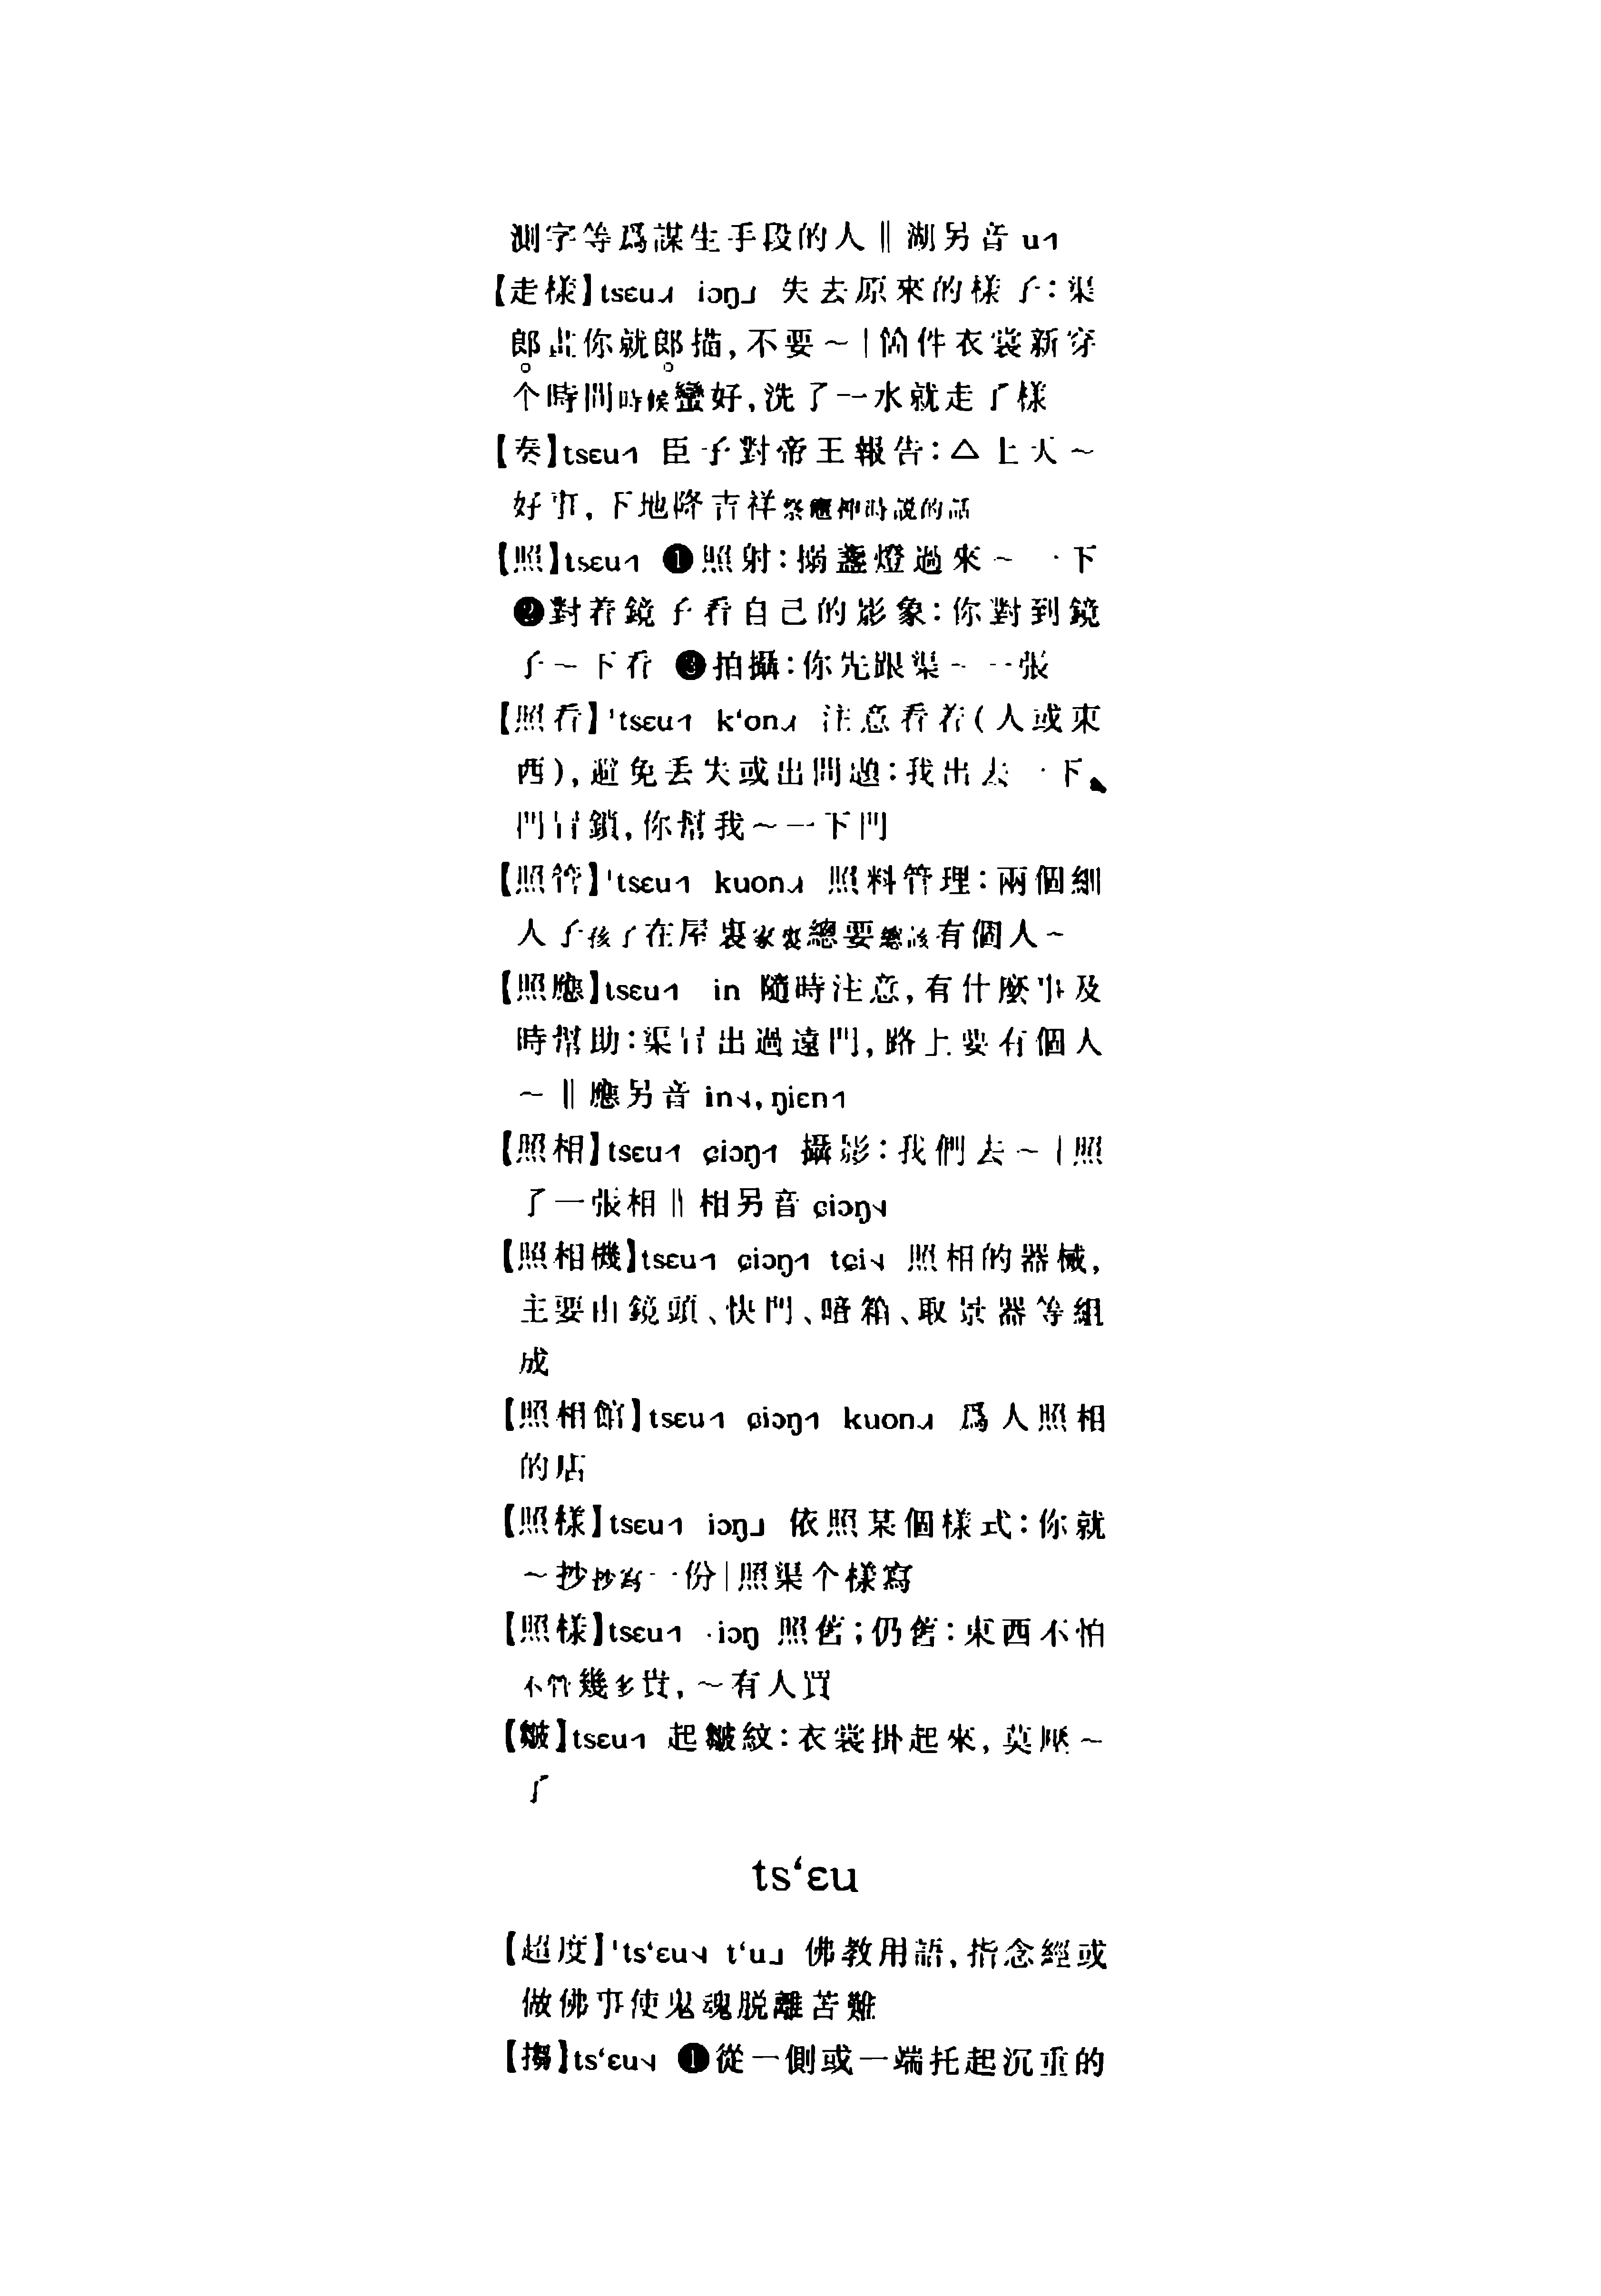 測字等爲謀生手段的人‖湖另音 u˧˥
【走樣】tsɛu˨˩˧ iɔŋ˨˩ 失去原來的樣子：渠
郎畫你就郎描，不要～｜箇件衣裳新穿
个時間時候蠻好，洗了一水就走了樣
【奏】tsɛu˧˥ 臣子對帝王報告：△上天～
好事，下地降吉祥祭竈神時説的話
【照】tsɛu˧˥ ❶照射：搦盞燈過來～一下
❷對着鏡子看自己的影象：你對到鏡
子～下看 ❸拍攝：你先跟渠～一張
【照看】ˈtsɛu˧˥ k‘on˨˩˧ 注意看着（人或東
西），避免丢失或出問題：我出去一下、
門冇鎖，你幫我～一下門
【照管】ˈtsɛu˧˥ kuon˨˩˧ 照料管理：兩個細
人子孩子在屋裏家裏總要總該有個人～
【照應】tsɛu˧˥ in 隨時注意，有什麽事及
時幫助：渠冇出過遠門，路上要有個人
～‖應另音 in˦˨, ŋiɛn˧˥
【照相】tsɛu˧˥ ɕiɔŋ˧˥ 攝影：我們去～｜照
了一張相‖相另音 ɕiɔŋ˦˨
【照相機】tsɛu˧˥ ɕiɔŋ˧˥ tɕi˦˨ 照相的器械，
主要由鏡頭、快門、暗箱、取景器等組
成
【照相館】tsɛu˧˥ ɕiɔŋ˧˥ kuon˨˩˧ 爲人照相
的店
【照樣】tsɛu˧˥ iɔŋ˨˩ 依照某個樣式：你就
～抄抄寫一份｜照渠个樣寫
【照樣】tsɛu˧˥ ·iɔŋ 照舊；仍舊：東西不怕
不管幾多貴，～有人買
【皺】tsɛu˧˥ 起皺紋：衣裳掛起來，莫壓～
了
ts‘ɛu
【超度】ˈts‘ɛu˦˨ t‘u˨˩ 佛教用語，指念經或
做佛事使鬼魂脱離苦難
【搊】ts‘ɛu˦˨ ❶從一側或一端托起沉重的